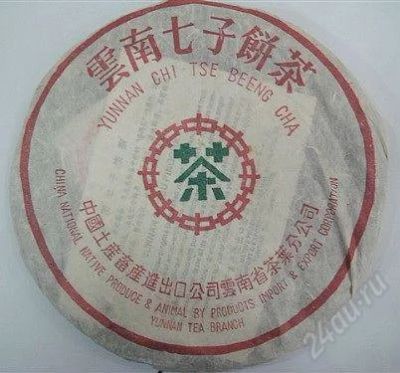 雲南七子餅茶
YUNNAN CHI TSE BEENG CHA
茶
中國土產畜產進出口公司雲南省茶葉分公司
CHINA NATIONAL NATIVE PRODUCE & ANIMAL BY PRODUCTS IMPORT & EXPORT CORPORATION
YUNNAN TEA BRANCH
24au.ru